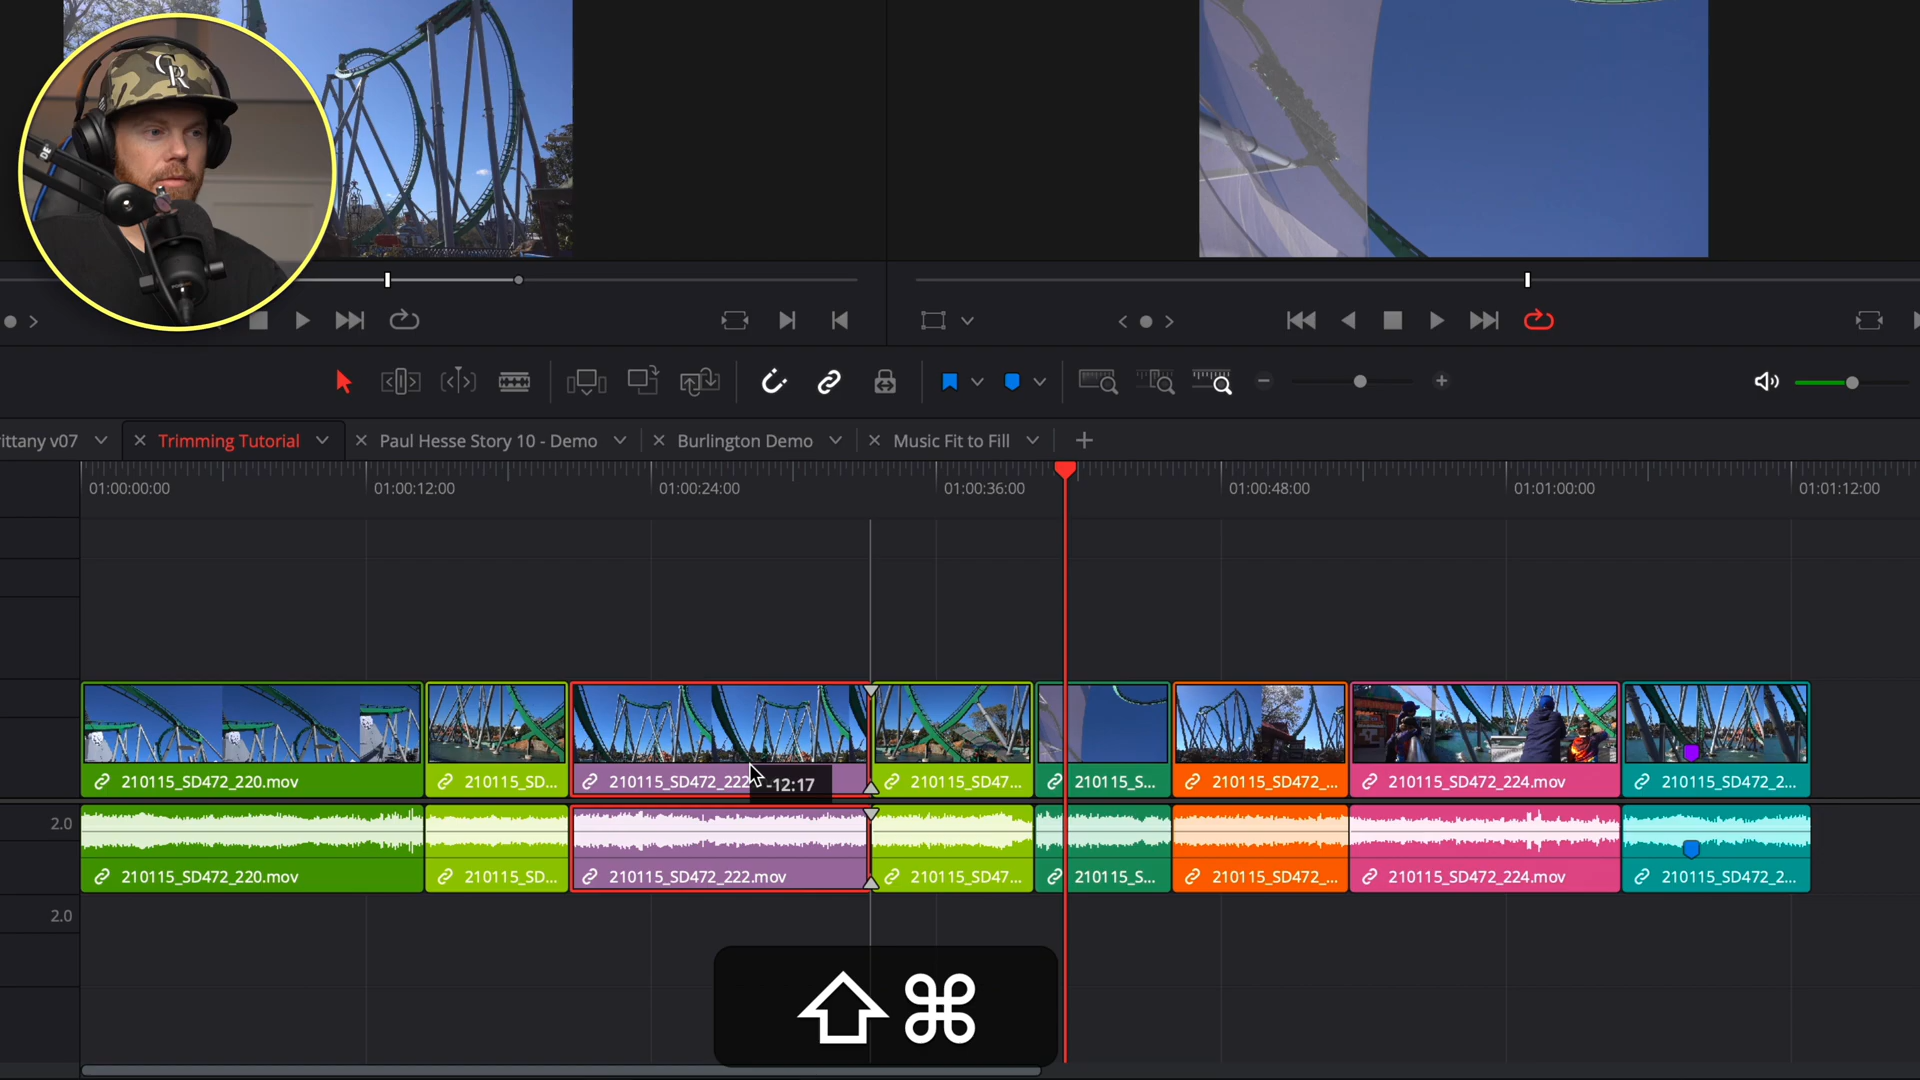 CR
DE
ittany v07
Trimming Tutorial
Paul Hesse Story 10 - Demo
Burlington Demo
Music Fit to Fill
01:00:00:00
01:00:12:00
01:00:24:00
01:00:36:00
01:00:48:00
01:01:00:00
01:01:12:00
210115_SD472_220.mov
210115_SD...
210115_SD472_222
-12:17
210115_SD47...
210115_S...
210115_SD472_...
210115_SD472_224.mov
210115_SD472_2...
2.0
210115_SD472_220.mov
210115_SD...
210115_SD472_222.mov
210115_SD47...
210115_S...
210115_SD472_...
210115_SD472_224.mov
210115_SD472_2...
2.0